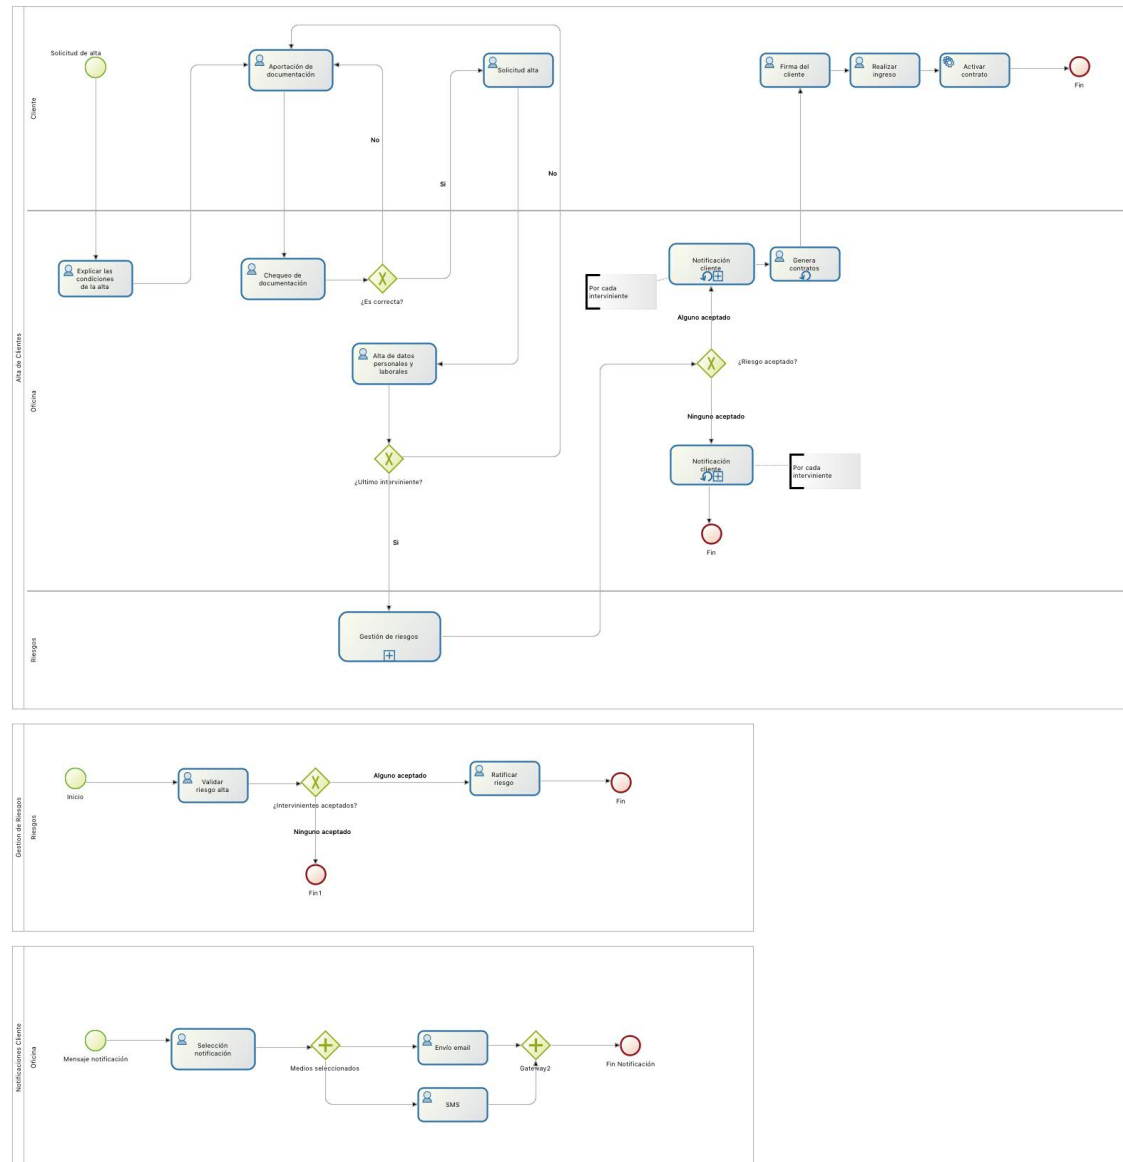 Alta de Clientes
Cliente
Solicitud de alta
Aportación de
documentación
Solicitud alta
Firma del
cliente
Realizar
ingreso
Activar
contrato
Fin
No
Si
No
Oficina
Explicar las
condiciones
de la alta
Chequeo de
documentación
¿Es correcta?
Notificación
cliente
Genera
contratos
Por cada
interviniente
Alguno aceptado
Alta de datos
personales y
laborales
¿Riesgo aceptado?
Ninguno aceptado
¿Ultimo interviniente?
Notificación
cliente
Por cada
interviniente
Si
Fin
Riesgos
Gestión de riesgos
Gestion de Riesgos
Riesgos
Inicio
Validar
riesgo alta
¿Intervinientes aceptados?
Alguno aceptado
Ratificar
riesgo
Fin
Ninguno aceptado
Fin1
Notificaciones Cliente
Oficina
Mensaje notificación
Selección
notificación
Medios seleccionados
Envío email
Gateway2
Fin Notificación
SMS